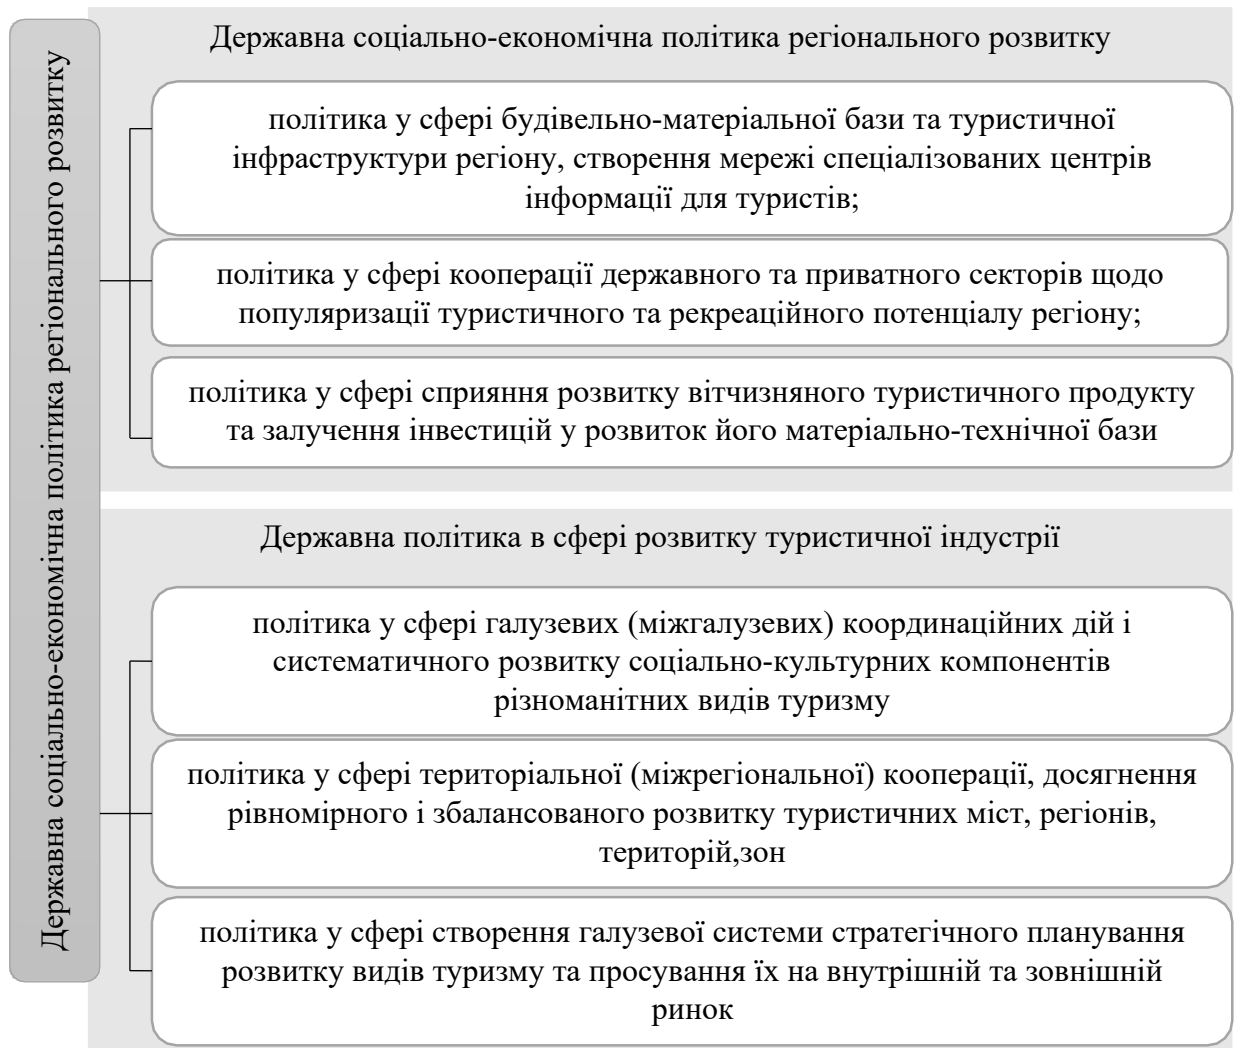 Державна соціально-економічна політика регіонального розвитку
Державна соціально-економічна політика регіонального розвитку
політика у сфері будівельно-матеріальної бази та туристичної
інфраструктури регіону, створення мережі спеціалізованих центрів
інформації для туристів;
політика у сфері кооперації державного та приватного секторів щодо
популяризації туристичного та рекреаційного потенціалу регіону;
політика у сфері сприяння розвитку вітчизняного туристичного продукту
та залучення інвестицій у розвиток його матеріально-технічної бази
Державна політика в сфері розвитку туристичної індустрії
політика у сфері галузевих (міжгалузевих) координаційних дій і
систематичного розвитку соціально-культурних компонентів
різноманітних видів туризму
політика у сфері територіальної (міжрегіональної) кооперації, досягнення
рівномірного і збалансованого розвитку туристичних міст, регіонів,
територій,зон
політика у сфері створення галузевої системи стратегічного планування
розвитку видів туризму та просування їх на внутрішній та зовнішній
ринок